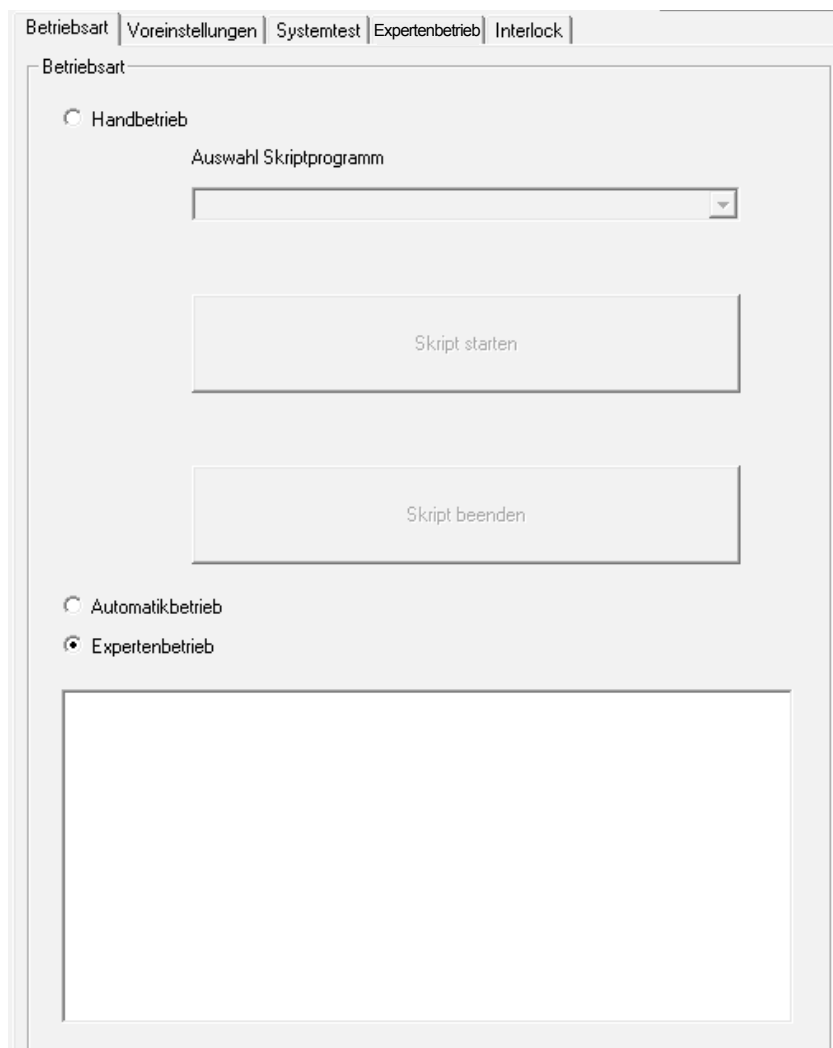 Betriebsart Voreinstellungen Systemtest Expertenbetrieb Interlock
Betriebsart
Handbetrieb
Auswahl Skriptprogramm
Skript starten
Skript beenden
Automatikbetrieb
Expertenbetrieb